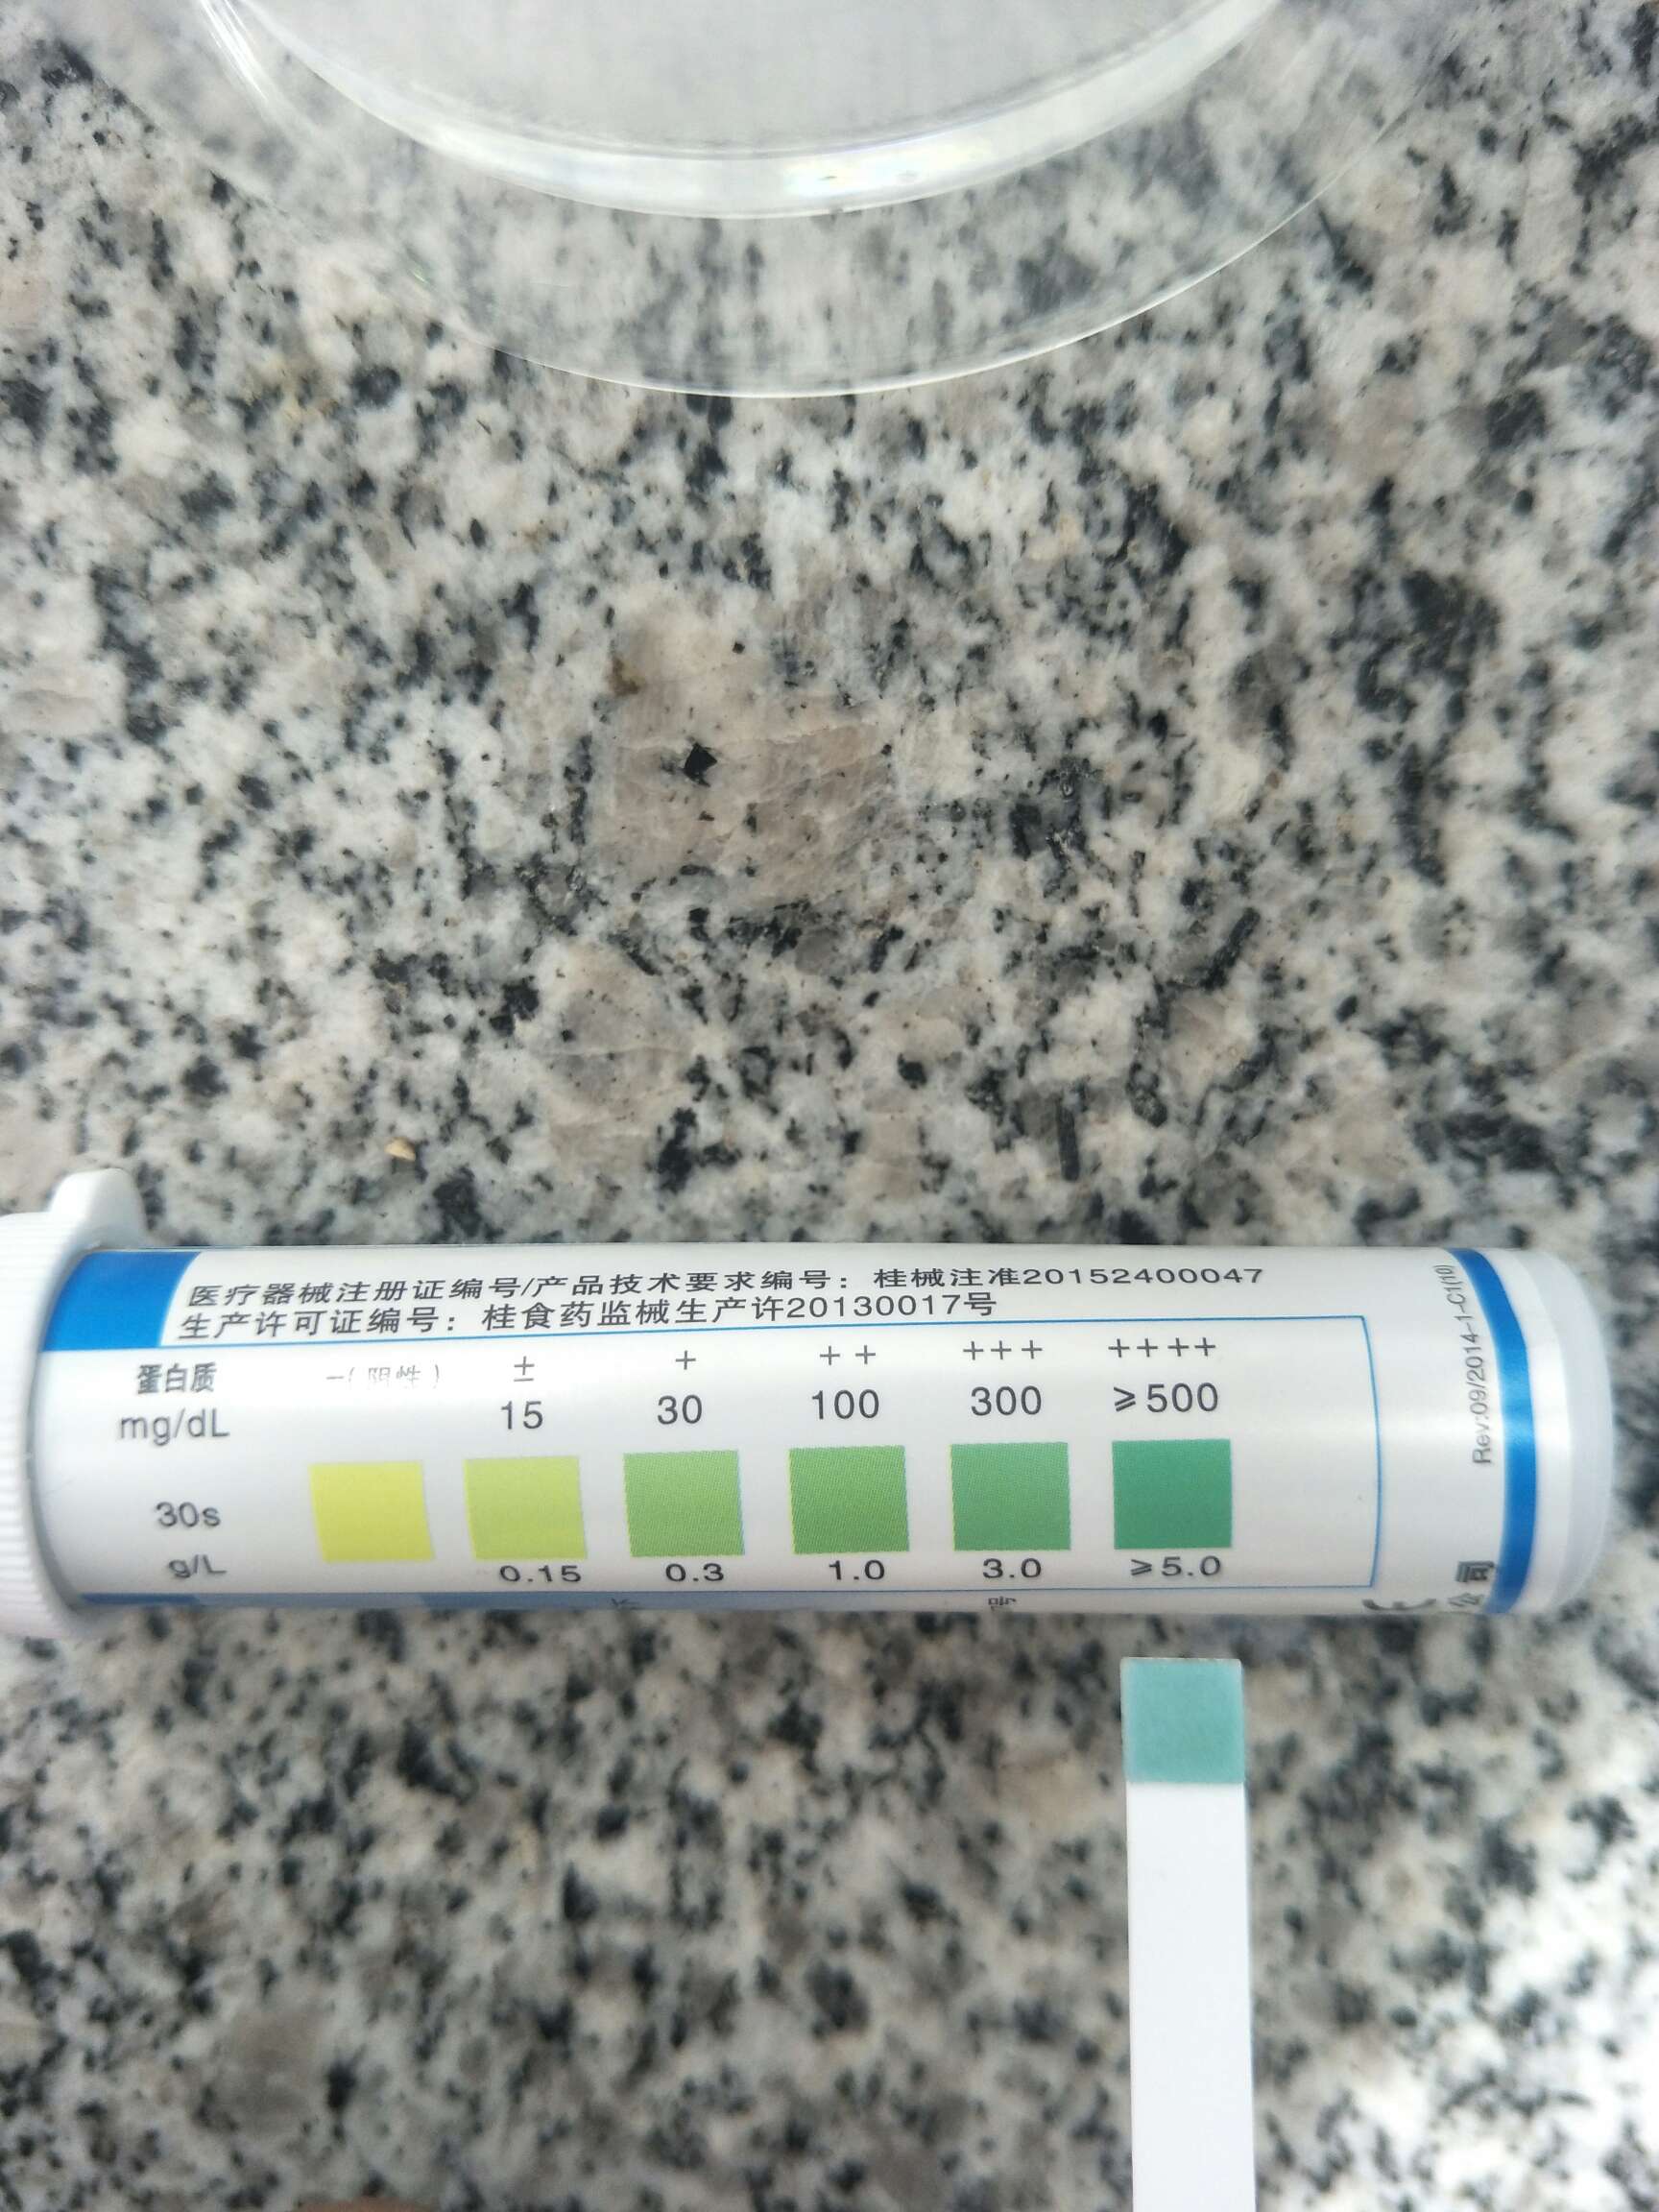 医疗器械注册证编号/产品技术要求编号：桂械注准20152400047
生产许可证编号：桂食药监械生产许20130017号
蛋白质 −(阴性) ± + ++ +++ ++++
mg/dL 15 30 100 300 ⩾500
30s
g/L 0.15 0.3 1.0 3.0 ⩾5.0
Rev:09/2014-1-C1(10)
公司